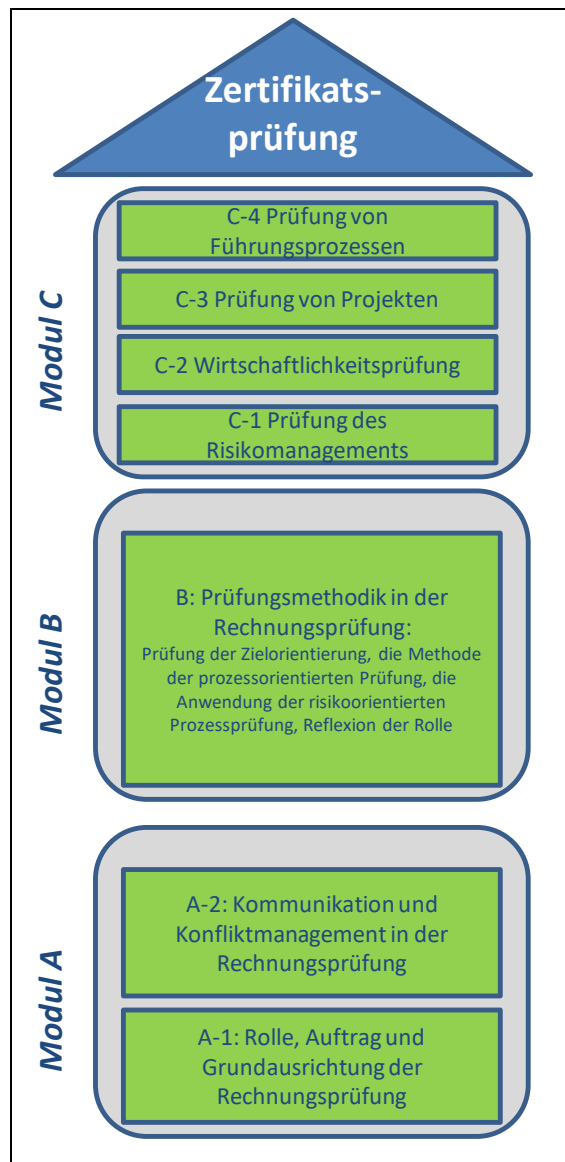 Zertifikats-
prüfung
Modul C
C-4 Prüfung von
Führungsprozessen
C-3 Prüfung von Projekten
C-2 Wirtschaftlichkeitsprüfung
C-1 Prüfung des
Risikomanagements
Modul B
B: Prüfungsmethodik in der
Rechnungsprüfung:
Prüfung der Zielorientierung, die Methode
der prozessorientierten Prüfung, die
Anwendung der risikoorientierten
Prozessprüfung, Reflexion der Rolle
Modul A
A-2: Kommunikation und
Konfliktmanagement in der
Rechnungsprüfung
A-1: Rolle, Auftrag und
Grundausrichtung der
Rechnungsprüfung